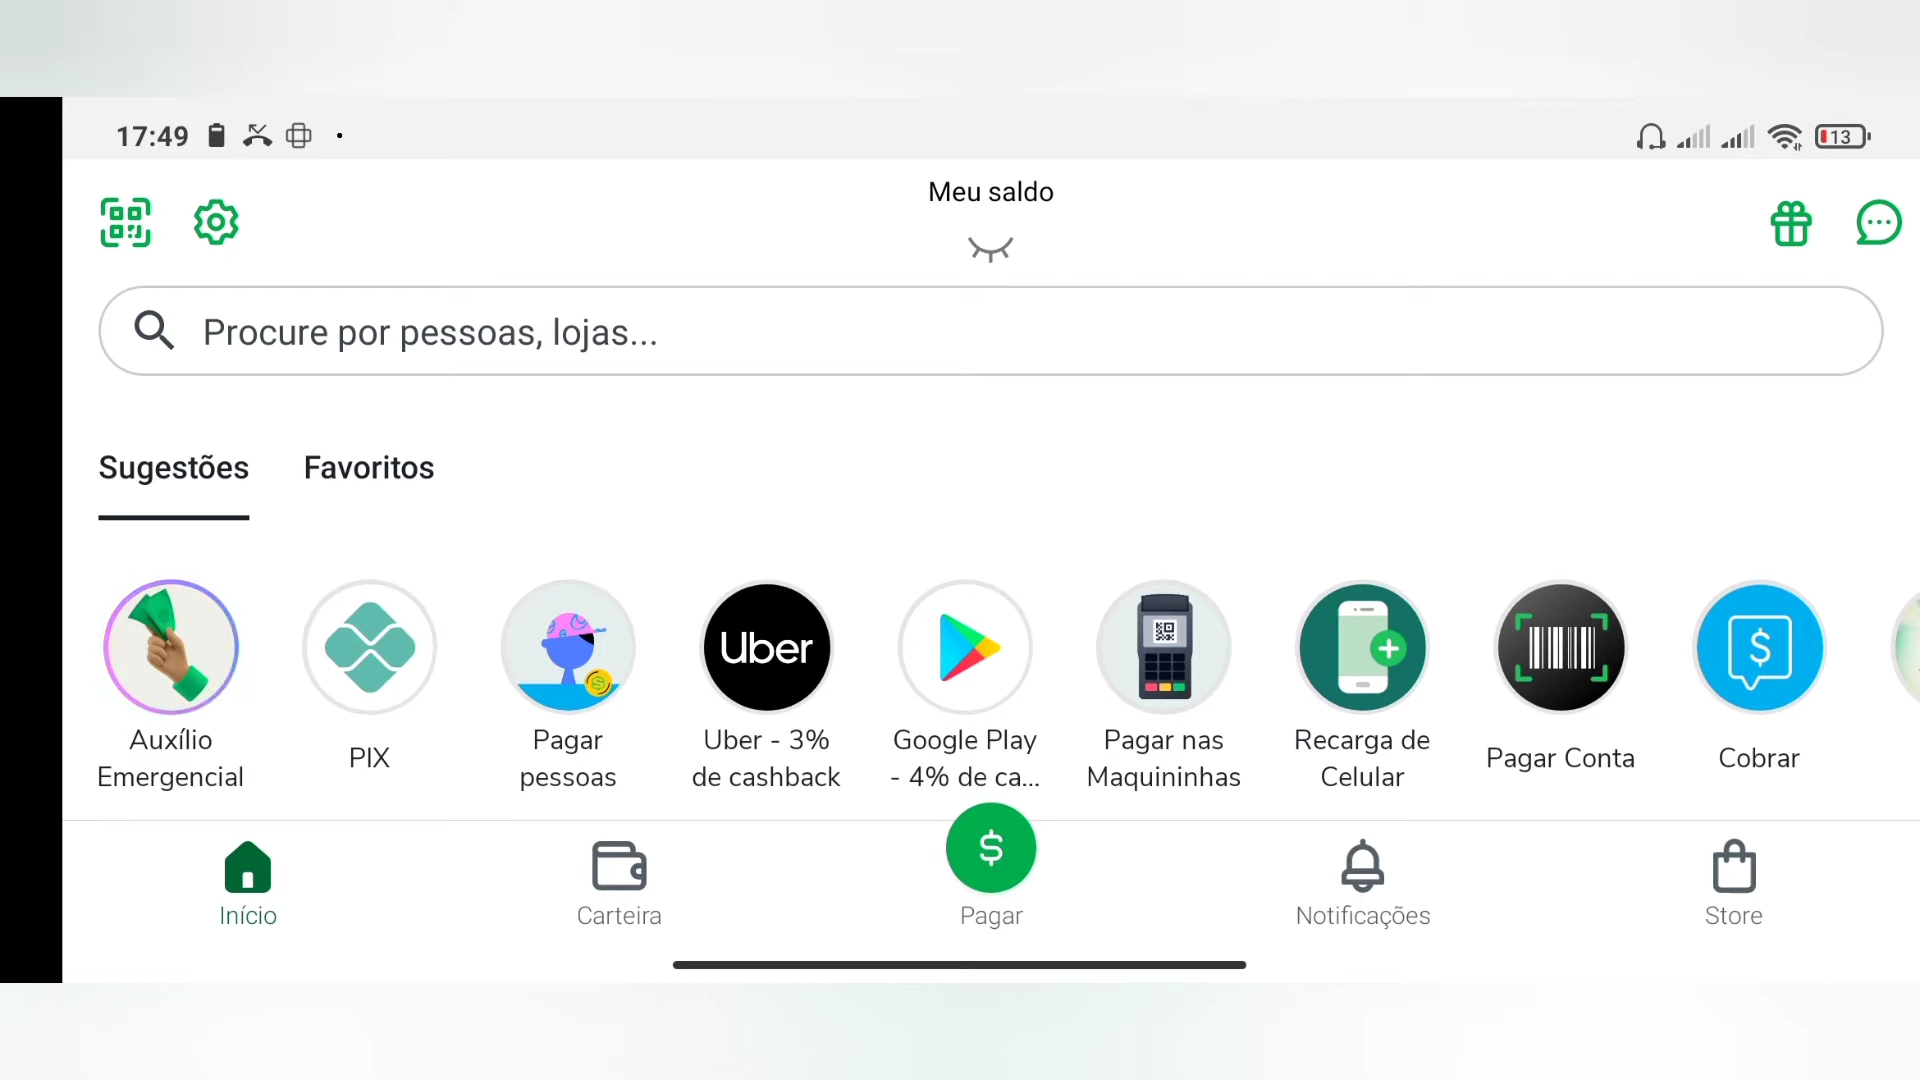 17:49
13
Meu saldo
Procure por pessoas, lojas...
Sugestões Favoritos
Auxílio
Emergencial
PIX
Pagar
pessoas
Uber
Uber - 3%
de cashback
Google Play
- 4% de ca...
Pagar nas
Maquininhas
Recarga de
Celular
Pagar Conta
$
Cobrar
Início
Carteira
$
Pagar
Notificações
Store